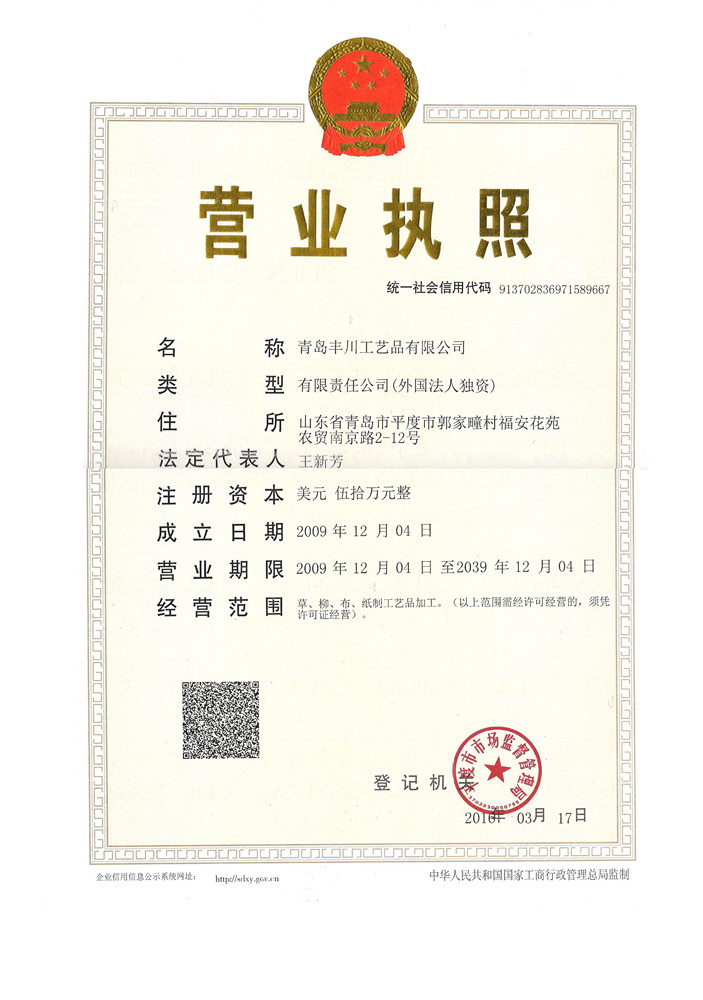 营业执照
统一社会信用代码 913702836971589667
名称 青岛丰川工艺品有限公司
类型 有限责任公司(外国法人独资)
住所 山东省青岛市平度市郭家疃村福安花苑
农贸南京路2-12号
法定代表人 王新芳
注册资本 美元 伍拾万元整
成立日期 2009 年 12 月 04 日
营业期限 2009 年 12 月 04 日 至2039 年 12 月 04 日
经营范围 草、柳、布、纸制工艺品加工。（以上范围需经许可经营的，须凭
许可证经营）。
平度市市场监督管理局
登记机关
2016年 03月 17日
企业信用信息公示系统网址： http://sdxy.gov.cn
中华人民共和国国家工商行政管理总局监制